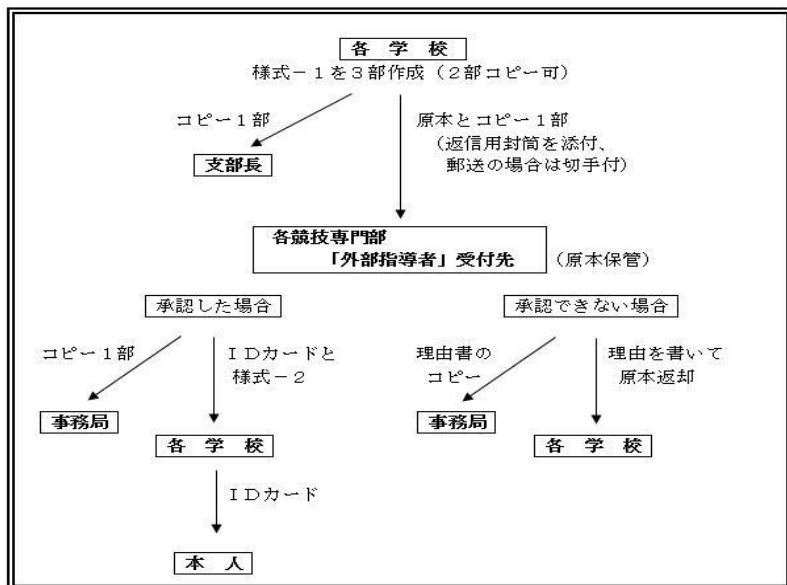 各　学　校
様式－１を３部作成（２部コピー可）
コピー１部
原本とコピー１部
（返信用封筒を添付、
郵送の場合は切手付）
支部長
各競技専門部
「外部指導者」受付先
（原本保管）
承認した場合
承認できない場合
コピー１部
ＩＤカードと
様式－２
理由書の
コピー
理由を書いて
原本返却
事務局
各　学　校
事務局
各　学　校
ＩＤカード
本　人